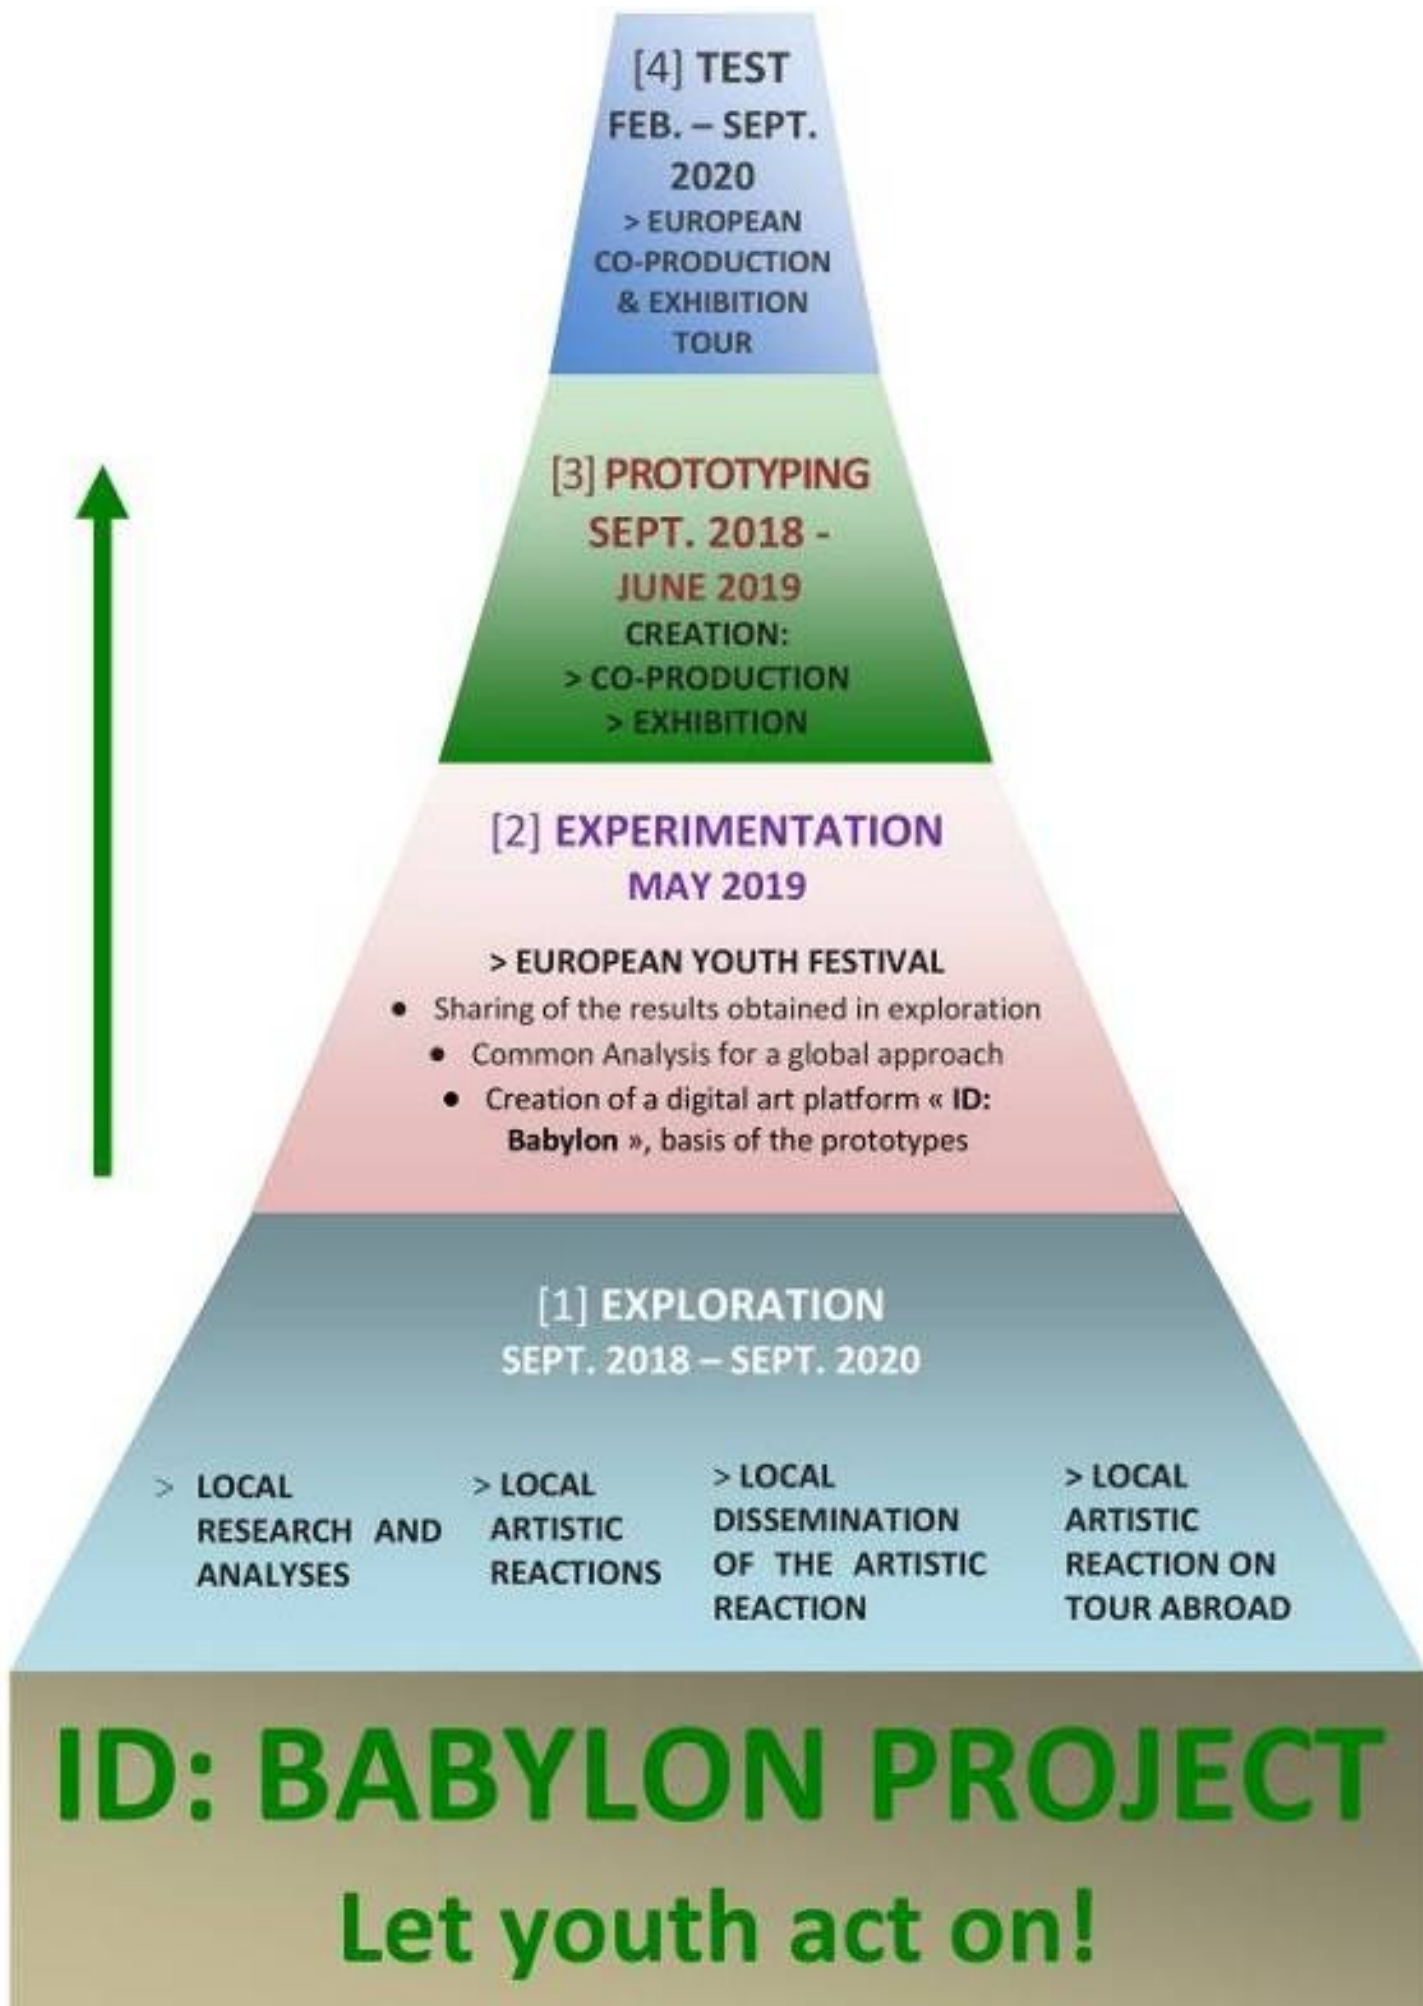 [4] TEST
FEB. – SEPT.
2020
> EUROPEAN
CO-PRODUCTION
& EXHIBITION
TOUR
[3] PROTOTYPING
SEPT. 2018 -
JUNE 2019
CREATION:
> CO-PRODUCTION
> EXHIBITION
[2] EXPERIMENTATION
MAY 2019
> EUROPEAN YOUTH FESTIVAL
● Sharing of the results obtained in exploration
● Common Analysis for a global approach
● Creation of a digital art platform « ID:
Babylon », basis of the prototypes
[1] EXPLORATION
SEPT. 2018 – SEPT. 2020
> LOCAL
RESEARCH AND
ANALYSES
> LOCAL
ARTISTIC
REACTIONS
> LOCAL
DISSEMINATION
OF THE ARTISTIC
REACTION
> LOCAL
ARTISTIC
REACTION ON
TOUR ABROAD
ID: BABYLON PROJECT
Let youth act on!